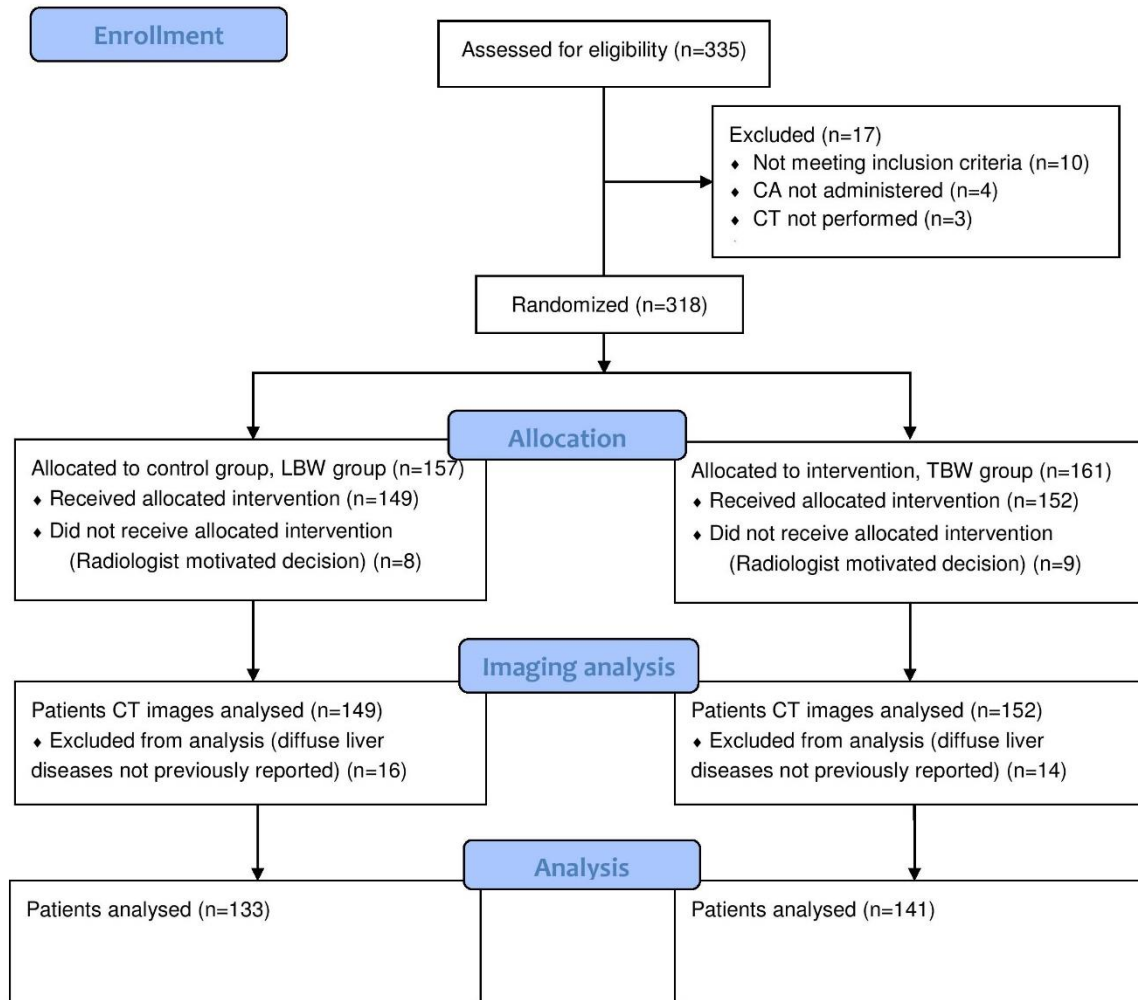 Enrollment
Assessed for eligibility (n=335)
Excluded (n=17)
♦ Not meeting inclusion criteria (n=10)
♦ CA not administered (n=4)
♦ CT not performed (n=3)
Randomized (n=318)
Allocation
Allocated to control group, LBW group (n=157)
♦ Received allocated intervention (n=149)
♦ Did not receive allocated intervention
(Radiologist motivated decision) (n=8)
Allocated to intervention, TBW group (n=161)
♦ Received allocated intervention (n=152)
♦ Did not receive allocated intervention
(Radiologist motivated decision) (n=9)
Imaging analysis
Patients CT images analysed (n=149)
♦ Excluded from analysis (diffuse liver
diseases not previously reported) (n=16)
Patients CT images analysed (n=152)
♦ Excluded from analysis (diffuse liver
diseases not previously reported) (n=14)
Analysis
Patients analysed (n=133)
Patients analysed (n=141)